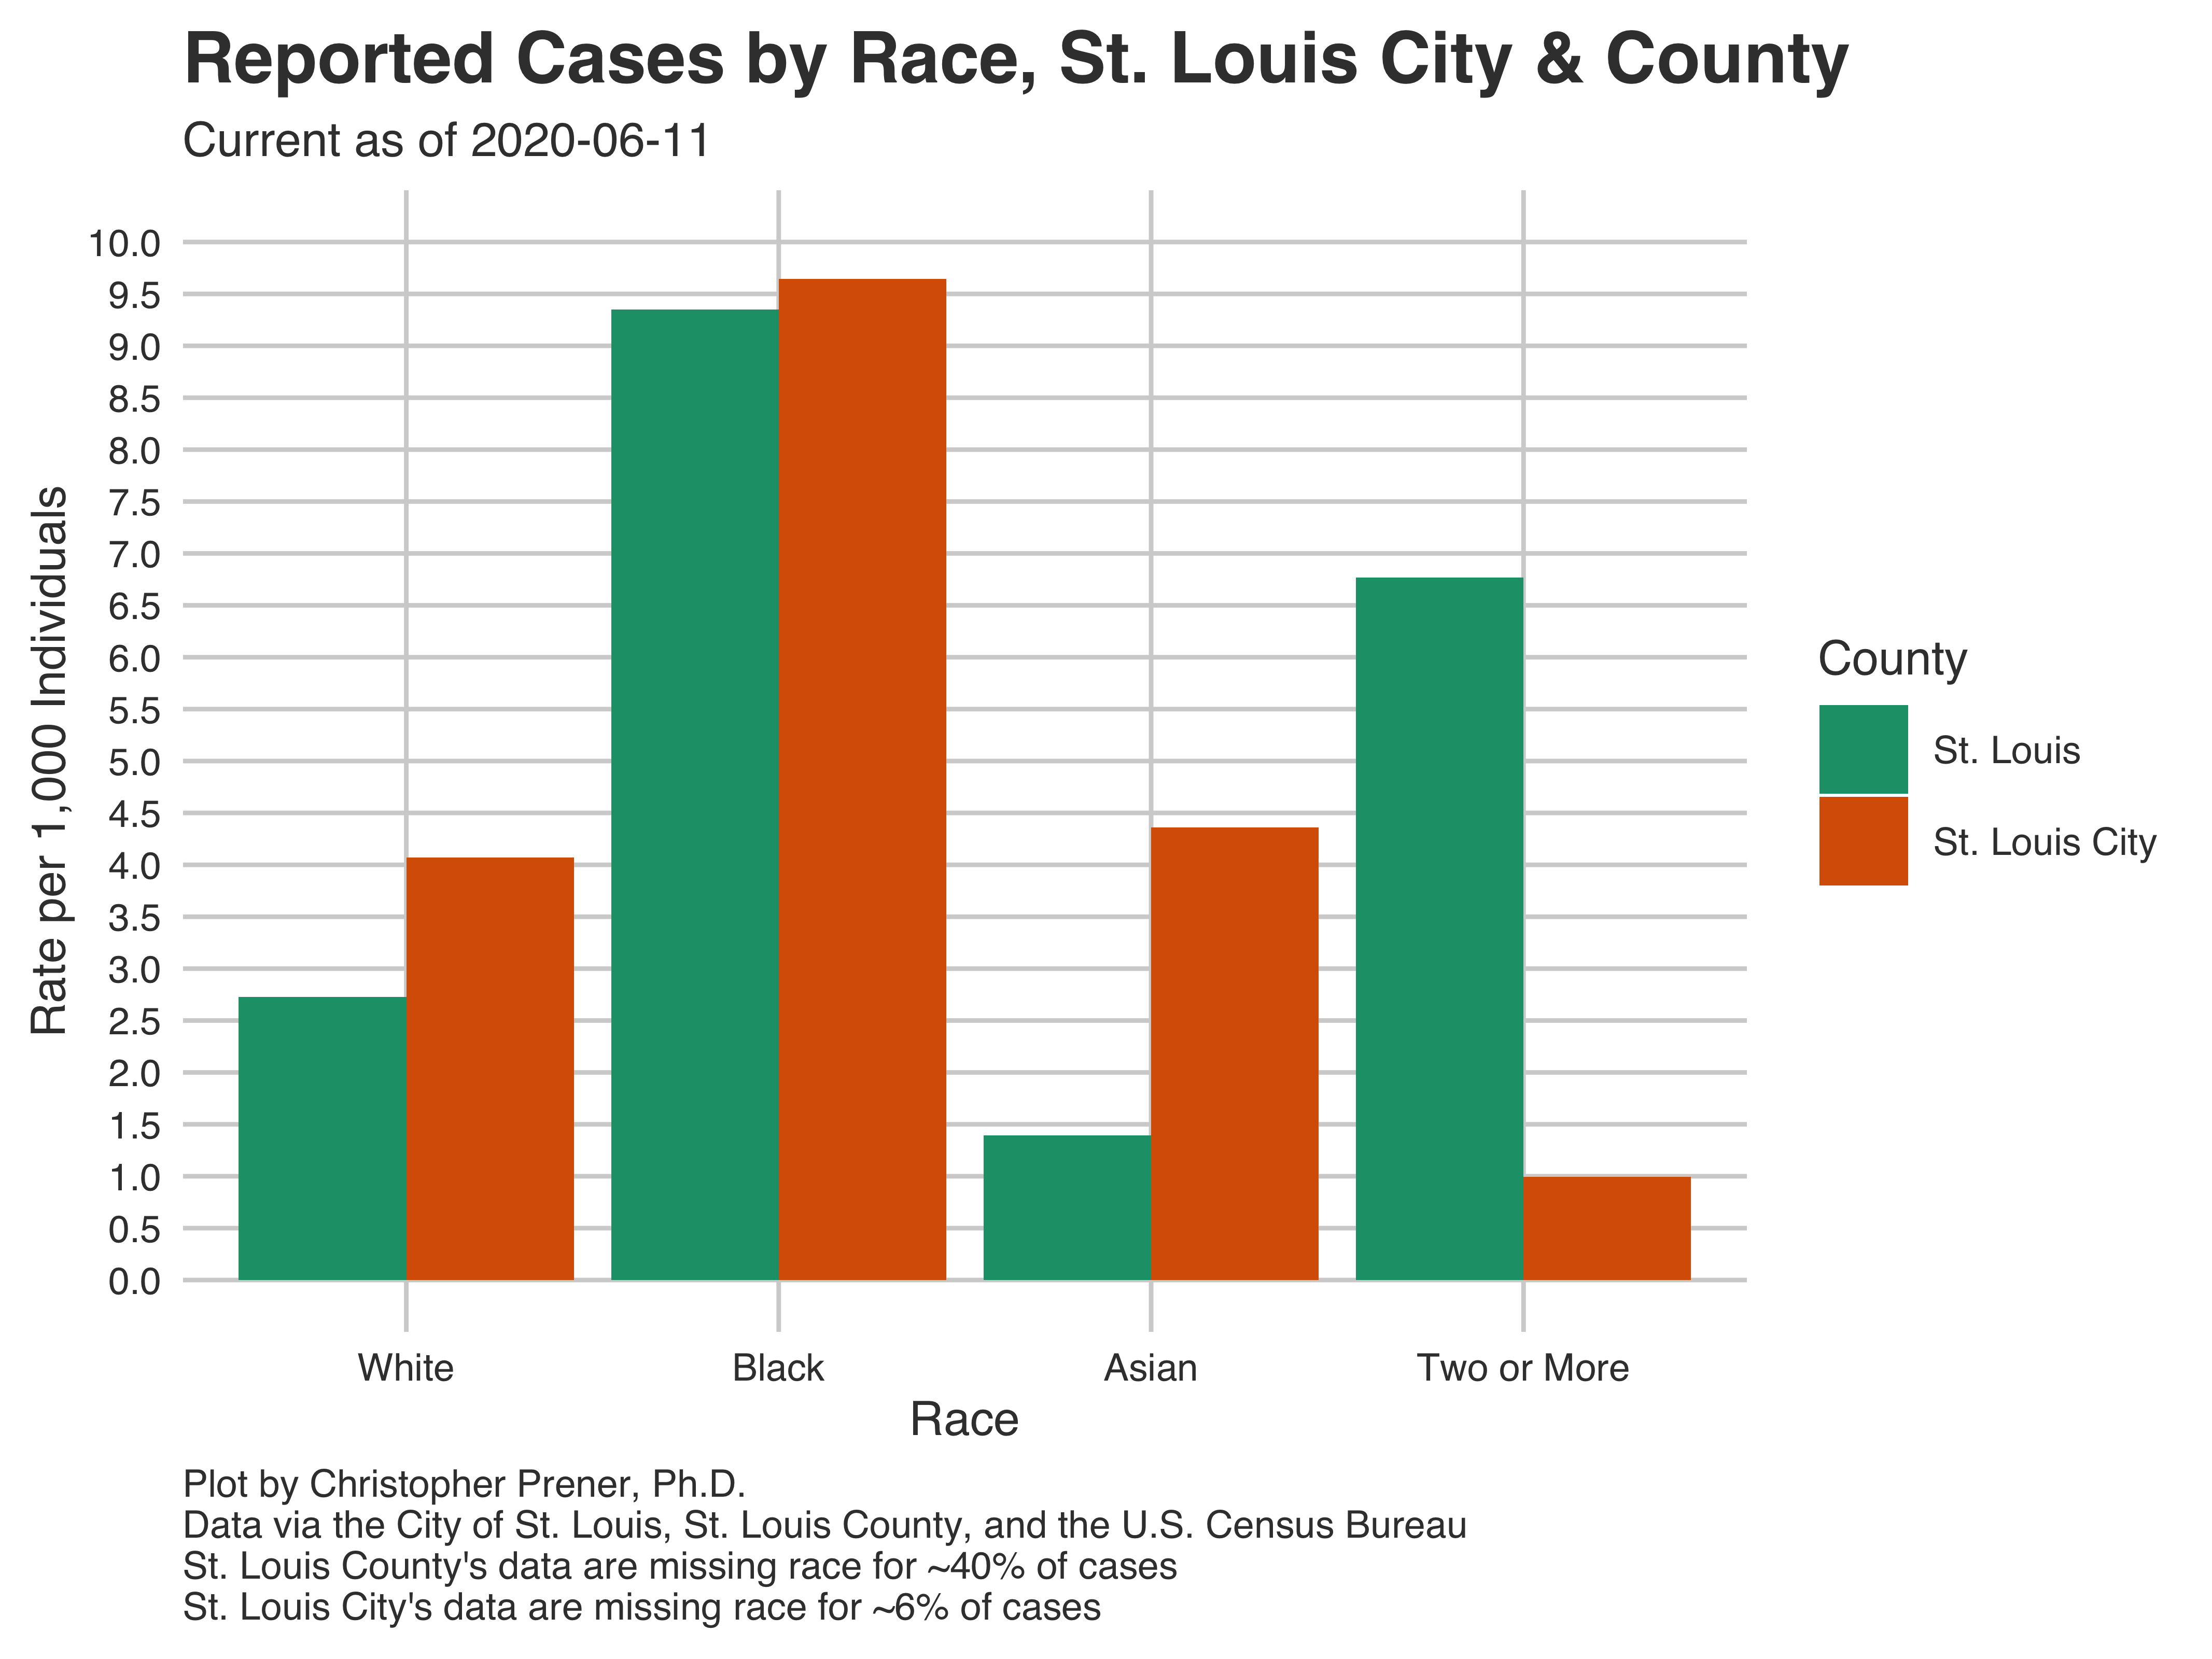 Reported Cases by Race, St. Louis City & County
Current as of 2020-06-11
Rate per 1,000 Individuals
10.0
9.5
9.0
8.5
8.0
7.5
7.0
6.5
6.0
5.5
5.0
4.5
4.0
3.5
3.0
2.5
2.0
1.5
1.0
0.5
0.0
White
Black
Asian
Two or More
Race
County
St. Louis
St. Louis City
Plot by Christopher Prener, Ph.D.
Data via the City of St. Louis, St. Louis County, and the U.S. Census Bureau
St. Louis County's data are missing race for ~40% of cases
St. Louis City's data are missing race for ~6% of cases